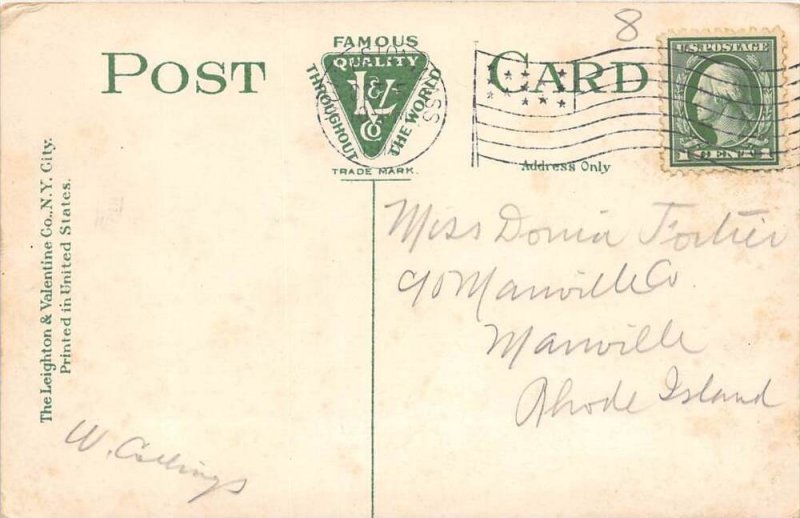 8
POST CARD
FAMOUS
QUALITY
THROUGHOUT THE WORLD
L&V
Co
TRADE MARK.
U.S. POSTAGE
1 CENT 1
Address Only
The Leighton & Valentine Co., N.Y. City.
Printed in United States.
Miss Donia Fortier
c/o Manville Co.
Manville
Rhode Island
W. Collings